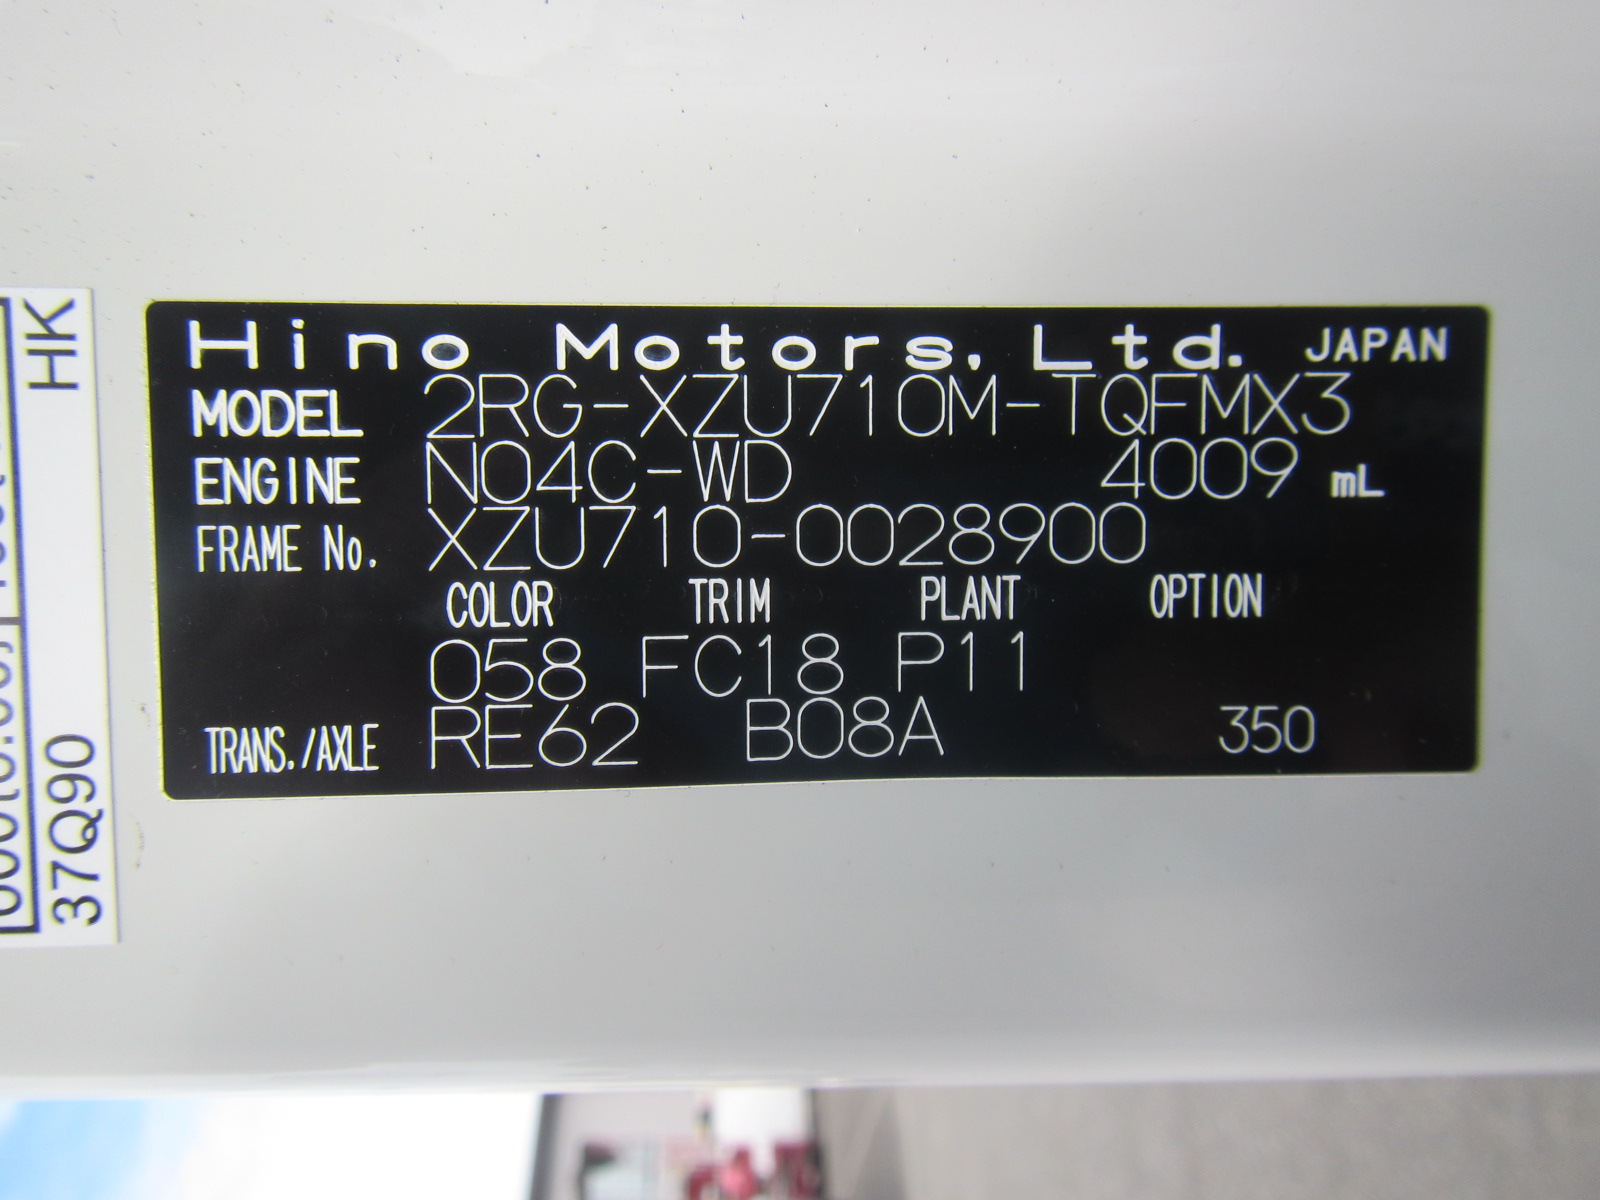 Hino Motors, Ltd. JAPAN
MODEL 2RG-XZU710M-TQFMX3
ENGINE N04C-WD 4009 mL
FRAME No. XZU710-0028900
COLOR TRIM PLANT OPTION
058 FC18 P11
TRANS./AXLE RE62 B08A 350
HK
37Q90